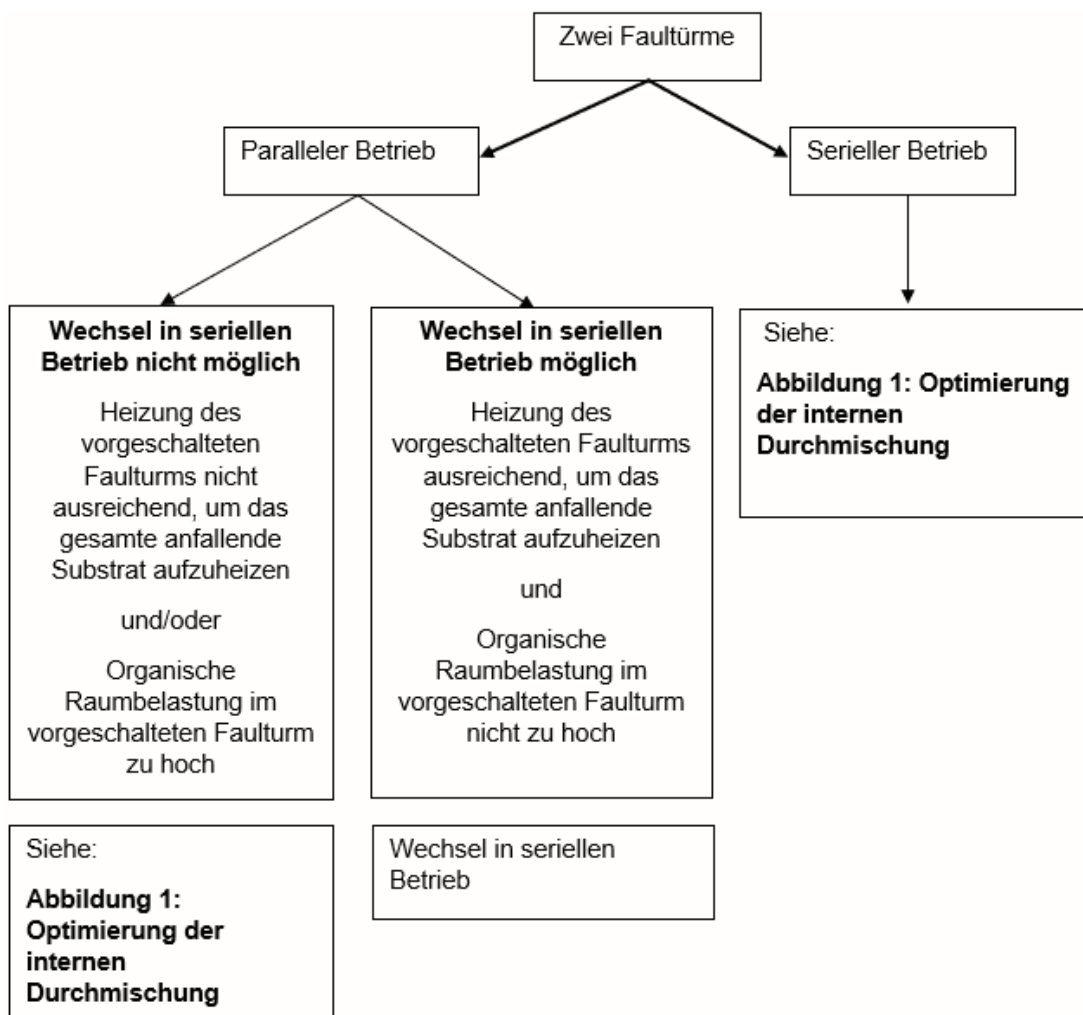 Zwei Faultürme
Paralleler Betrieb
Serieller Betrieb
Wechsel in seriellen
Betrieb nicht möglich
Heizung des
vorgeschalteten
Faulturms nicht
ausreichend, um das
gesamte anfallende
Substrat aufzuheizen
und/oder
Organische
Raumbelastung im
vorgeschalteten Faulturm
zu hoch
Wechsel in seriellen
Betrieb möglich
Heizung des
vorgeschalteten Faulturms
ausreichend, um das
gesamte anfallende
Substrat aufzuheizen
und
Organische
Raumbelastung im
vorgeschalteten Faulturm
nicht zu hoch
Siehe:
Abbildung 1: Optimierung
der internen
Durchmischung
Siehe:
Abbildung 1:
Optimierung der
internen
Durchmischung
Wechsel in seriellen
Betrieb